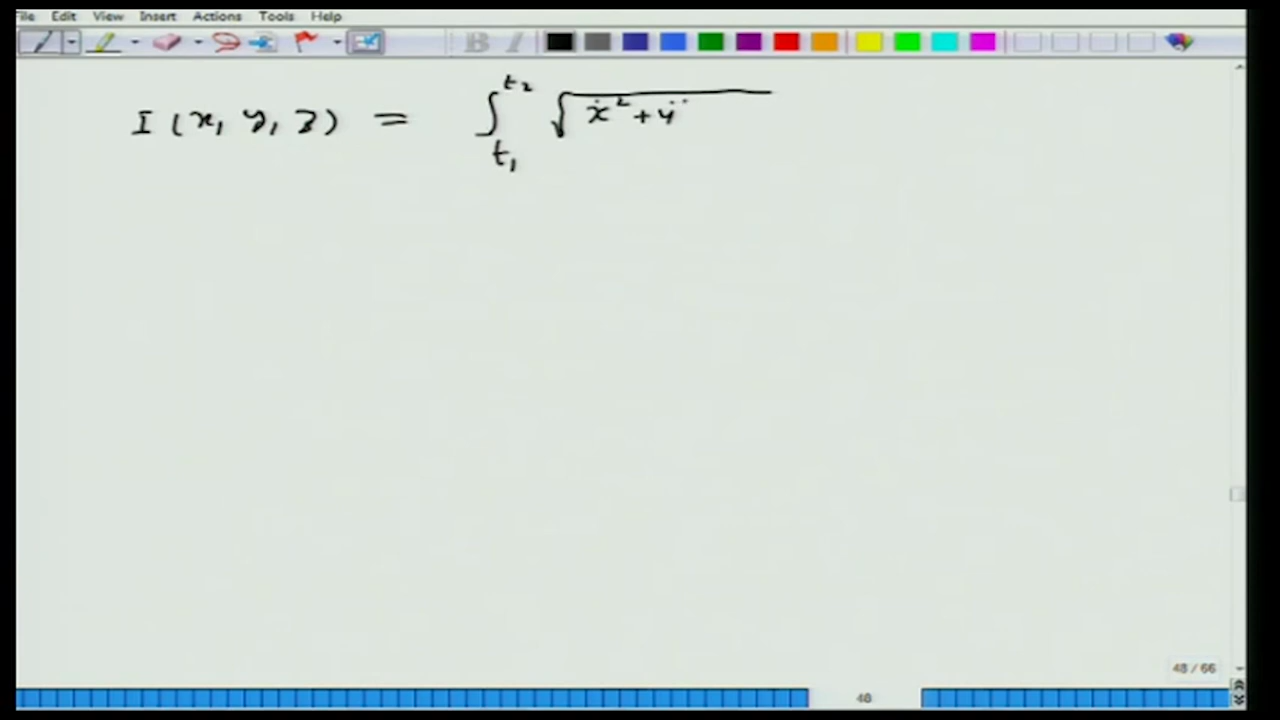 File Edit View Insert Actions Tools Help
B I
I (x, y, z) = ∫_{t₁}^{t₂} √(ẋ² + ẏ
48 / 66
48